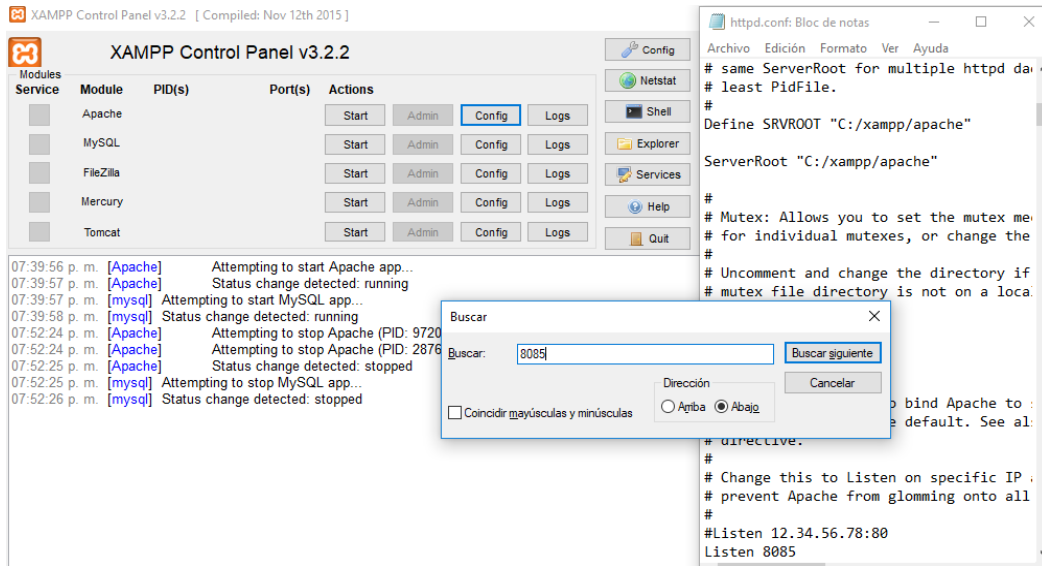 XAMPP Control Panel v3.2.2 [ Compiled: Nov 12th 2015 ]
XAMPP Control Panel v3.2.2
Modules
Service Module PID(s) Port(s) Actions
Apache Start Admin Config Logs
MySQL Start Admin Config Logs
FileZilla Start Admin Config Logs
Mercury Start Admin Config Logs
Tomcat Start Admin Config Logs
Config
Netstat
Shell
Explorer
Services
Help
Quit
07:39:56 p. m. [Apache] Attempting to start Apache app...
07:39:57 p. m. [Apache] Status change detected: running
07:39:57 p. m. [mysql] Attempting to start MySQL app...
07:39:58 p. m. [mysql] Status change detected: running
07:52:24 p. m. [Apache] Attempting to stop Apache (PID: 9720
07:52:24 p. m. [Apache] Attempting to stop Apache (PID: 2876
07:52:25 p. m. [Apache] Status change detected: stopped
07:52:25 p. m. [mysql] Attempting to stop MySQL app...
07:52:26 p. m. [mysql] Status change detected: stopped
Buscar
Buscar: 8085 Buscar siguiente
Cancelar
Dirección
Arriba Abajo
Coincidir mayúsculas y minúsculas
httpd.conf: Bloc de notas
Archivo Edición Formato Ver Ayuda
# same ServerRoot for multiple httpd
# least PidFile.
#
Define SRVROOT "C:/xampp/apache"
ServerRoot "C:/xampp/apache"
#
# Mutex: Allows you to set the mutex
# for individual mutexes, or change the
#
# Uncomment and change the directory if
# mutex file directory is not on a
bind Apache to
default. See
# directive.
#
# Change this to Listen on specific IP
# prevent Apache from glomming onto all
#
#Listen 12.34.56.78:80
Listen 8085